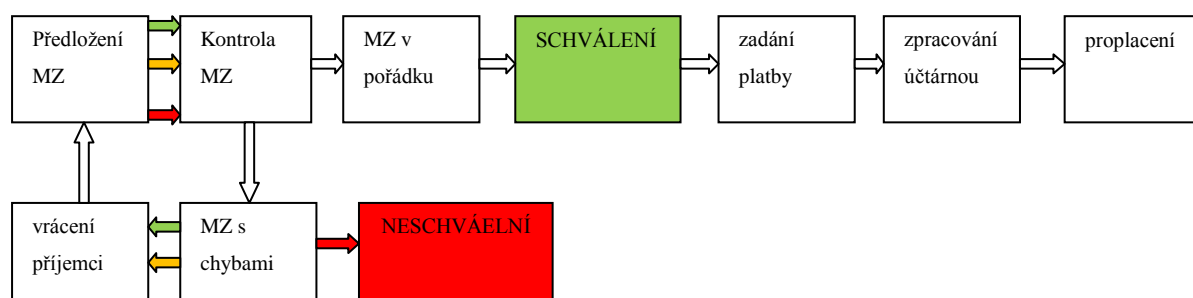 Předložení
MZ
Kontrola
MZ
MZ v
pořádku
SCHVÁLENÍ
zadání
platby
zpracování
účtárnou
proplacení
vrácení
příjemci
MZ s
chybami
NESCHVÁELNÍ